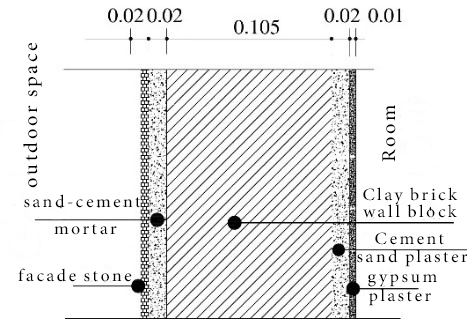 0.02 0.02 0.105 0.02 0.01
outdoor space
Room
sand-cement
mortar
Clay brick
wall block
Cement
sand plaster
facade stone
gypsum
plaster